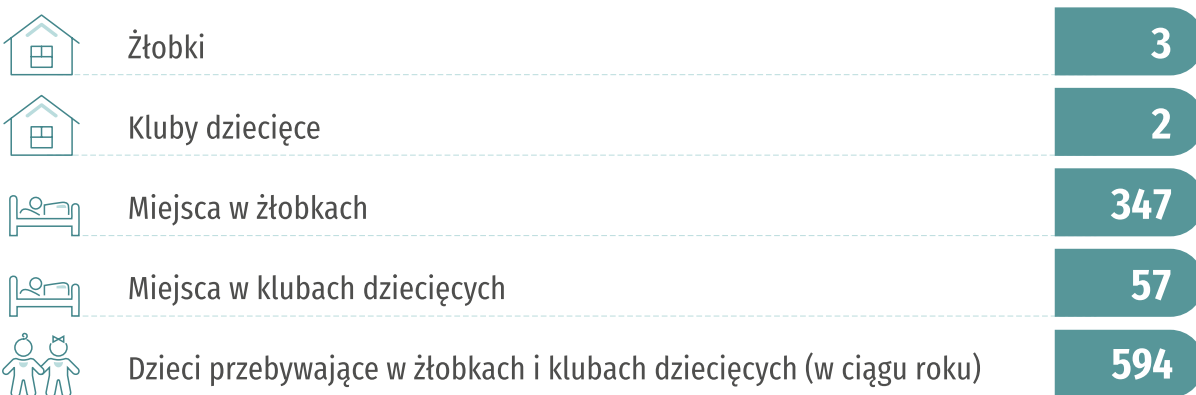 Żłobki 3
Kluby dziecięce 2
Miejsca w żłobkach 347
Miejsca w klubach dziecięcych 57
Dzieci przebywające w żłobkach i klubach dziecięcych (w ciągu roku) 594